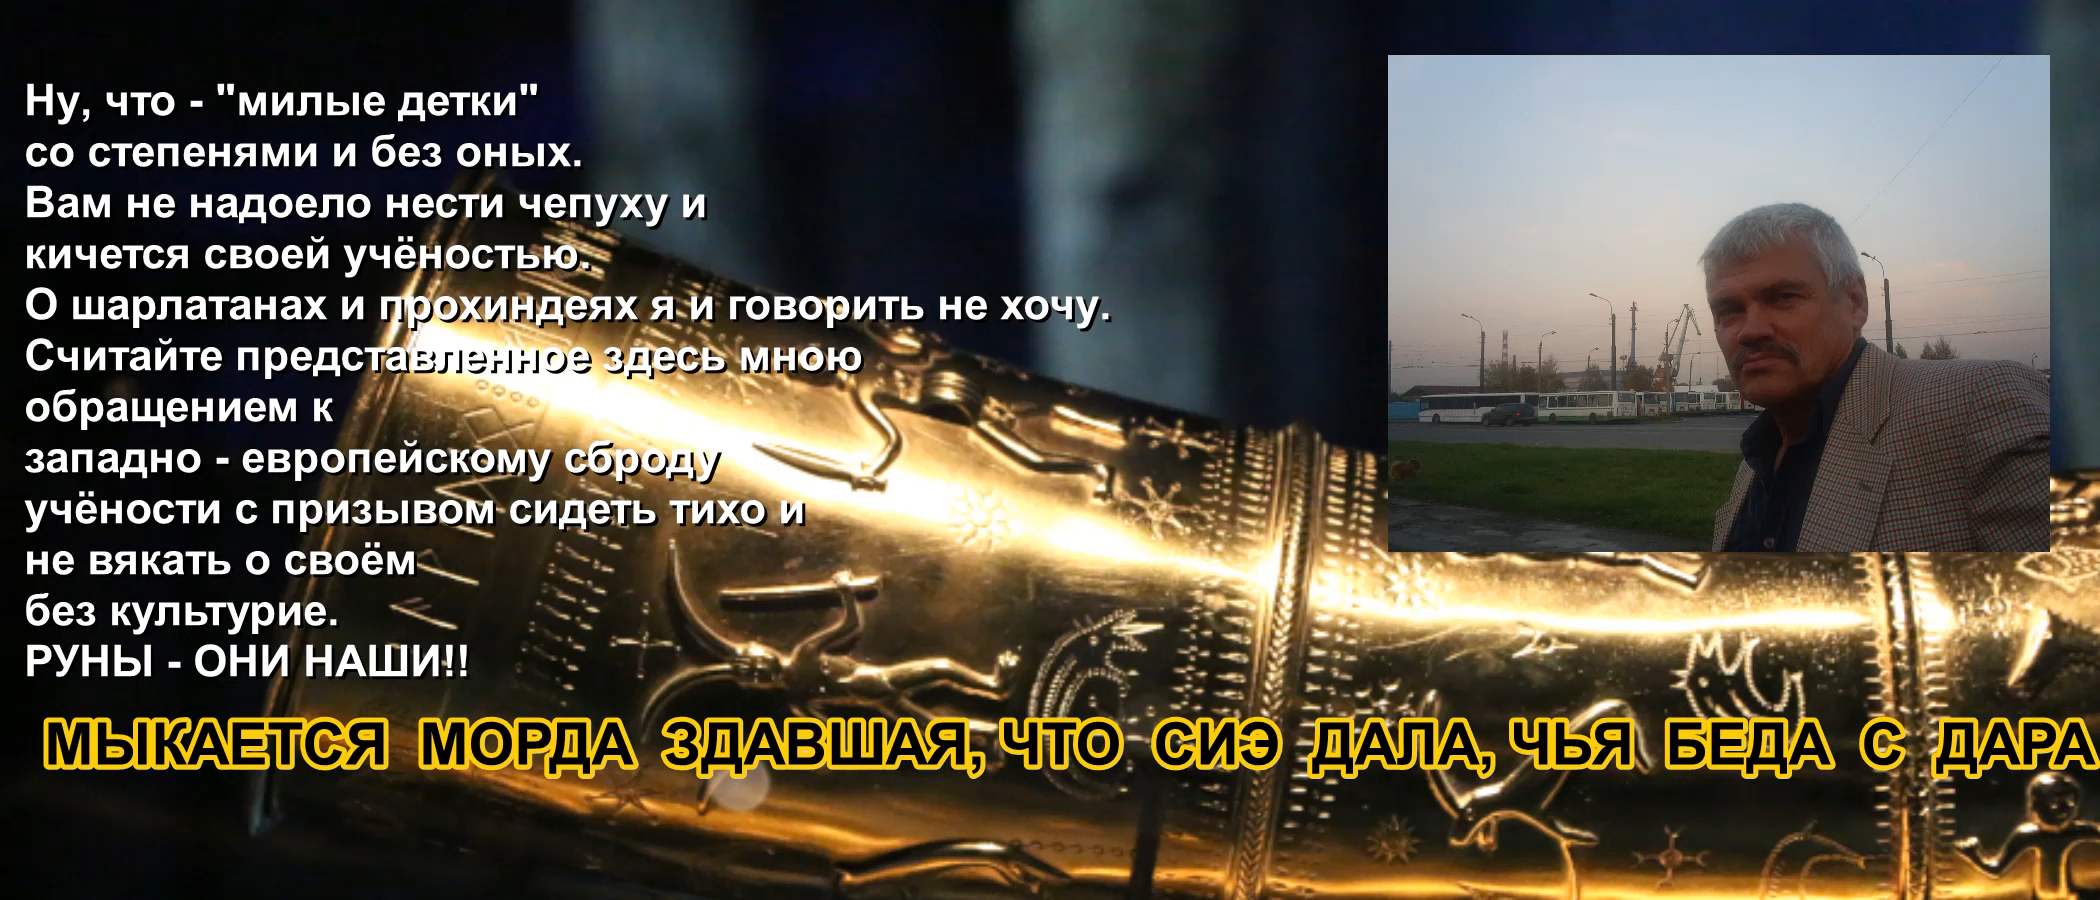 Ну, что - "милые детки"
со степенями и без оных.
Вам не надоело нести чепуху и
кичется своей учёностью.
О шарлатанах и прохиндеях я и говорить не хочу.
Считайте представленное здесь мною
обращением к
западно - европейскому сброду
учёности с призывом сидеть тихо и
не вякать о своём
без культурие.
РУНЫ - ОНИ НАШИ!!
МЫКАЕТСЯ МОРДА ЗДАВШАЯ, ЧТО СИЭ ДАЛА, ЧЬЯ БЕДА С ДАРА